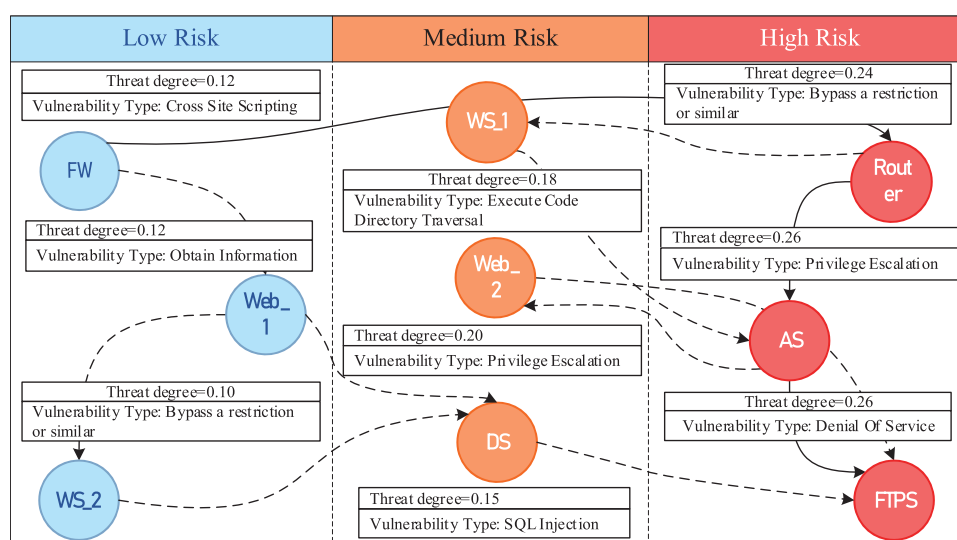 Low Risk
Medium Risk
High Risk
Threat degree=0.12
Vulnerability Type: Cross Site Scripting
FW
Threat degree=0.12
Vulnerability Type: Obtain Information
Web_
1
Threat degree=0.10
Vulnerability Type: Bypass a restriction
or similar
WS_2
WS_1
Threat degree=0.18
Vulnerability Type: Execute Code
Directory Traversal
Web_
2
Threat degree=0.20
Vulnerability Type: Privilege Escalation
DS
Threat degree=0.15
Vulnerability Type: SQL Injection
Threat degree=0.24
Vulnerability Type: Bypass a restriction
or similar
Rout
er
Threat degree=0.26
Vulnerability Type: Privilege Escalation
AS
Threat degree=0.26
Vulnerability Type: Denial Of Service
FTPS